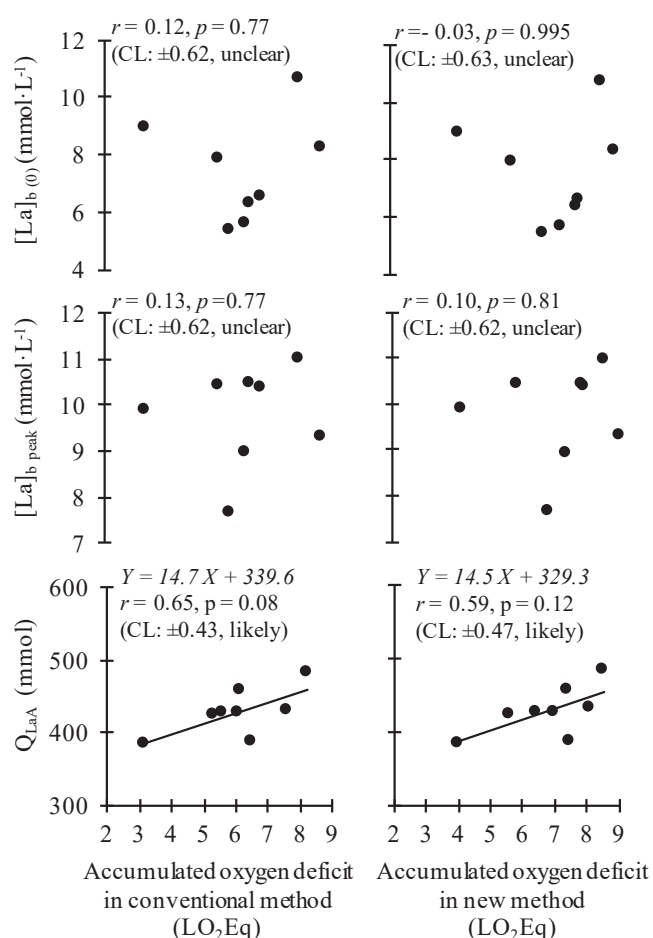 r = 0.12, p = 0.77
(CL: ±0.62, unclear)
12
10
8
6
4
[La]b (0) (mmol·L-1)
r =- 0.03, p = 0.995
(CL: ±0.63, unclear)
r = 0.13, p =0.77
(CL: ±0.62, unclear)
12
11
10
9
8
7
[La]b peak (mmol·L-1)
r = 0.10, p = 0.81
(CL: ±0.62, unclear)
Y = 14.7 X + 339.6
r = 0.65, p = 0.08
(CL: ±0.43, likely)
600
500
400
300
QLaA (mmol)
2 3 4 5 6 7 8 9
Accumulated oxygen deficit
in conventional method
(LO2Eq)
Y = 14.5 X + 329.3
r = 0.59, p = 0.12
(CL: ±0.47, likely)
2 3 4 5 6 7 8 9
Accumulated oxygen deficit
in new method
(LO2Eq)